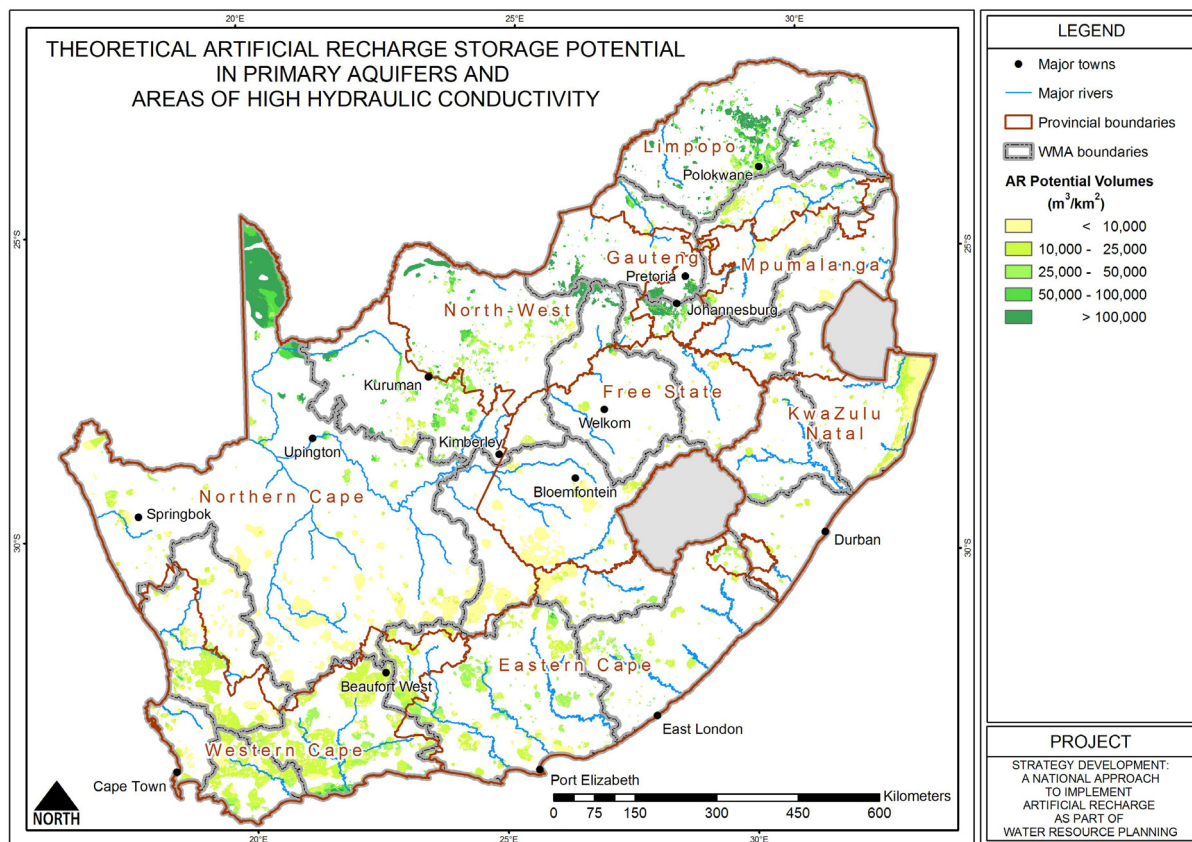 20°E
25°E
30°E
THEORETICAL ARTIFICIAL RECHARGE STORAGE POTENTIAL
IN PRIMARY AQUIFERS AND
AREAS OF HIGH HYDRAULIC CONDUCTIVITY
Limpopo
Polokwane
25°S
25°S
Gauteng
Pretoria
Mpumalanga
North-West
Johannesburg
Kuruman
Free State
Welkom
KwaZulu
Natal
Upington
Kimberley
Bloemfontein
Northern Cape
Springbok
Durban
30°S
30°S
Eastern Cape
Beaufort West
East London
Western Cape
Cape Town
Port Elizabeth
NORTH
Kilometers
0 75 150 300 450 600
20°E
25°E
30°E
LEGEND
Major towns
Major rivers
Provincial boundaries
WMA boundaries
AR Potential Volumes
(m³/km²)
< 10,000
10,000 - 25,000
25,000 - 50,000
50,000 - 100,000
> 100,000
PROJECT
STRATEGY DEVELOPMENT:
A NATIONAL APPROACH
TO IMPLEMENT
ARTIFICIAL RECHARGE
AS PART OF
WATER RESOURCE PLANNING